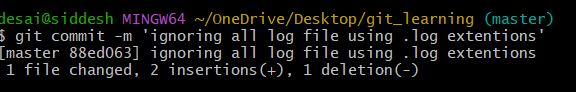 desai@siddesh MINGW64 ~/OneDrive/Desktop/git_learning (master)
$ git commit -m 'ignoring all log file using .log extentions'
[master 88ed063] ignoring all log file using .log extentions
 1 file changed, 2 insertions(+), 1 deletion(-)